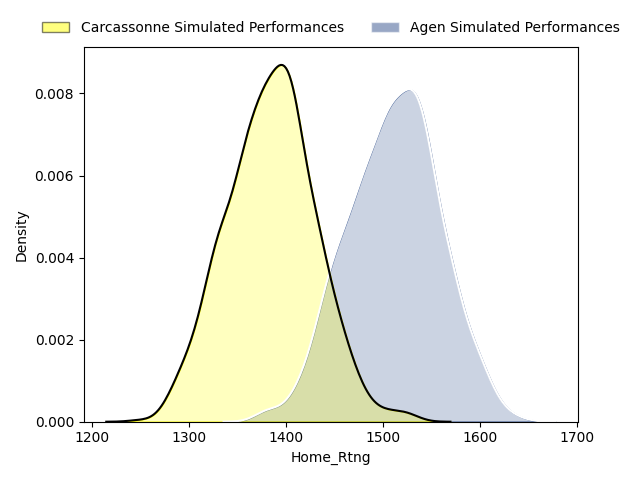 Carcassonne Simulated Performances Agen Simulated Performances
0.008
0.006
0.004
0.002
0.000
Density
1200 1300 1400 1500 1600 1700
Home_Rtng